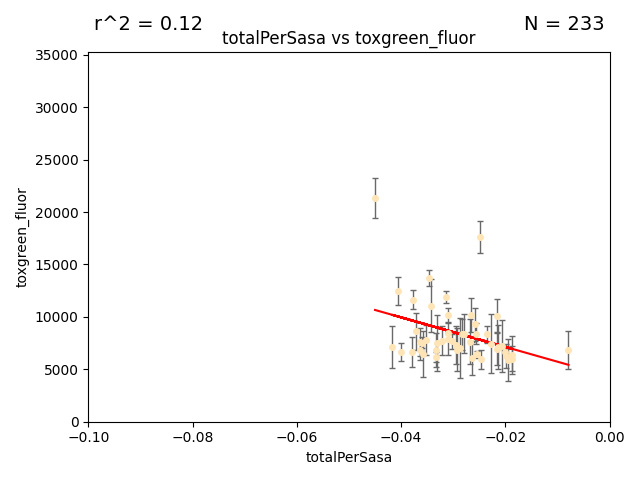 r^2 = 0.12
N = 233
totalPerSasa vs toxgreen_fluor
35000
30000
25000
20000
15000
10000
5000
0
toxgreen_fluor
−0.10
−0.08
−0.06
−0.04
−0.02
0.00
totalPerSasa